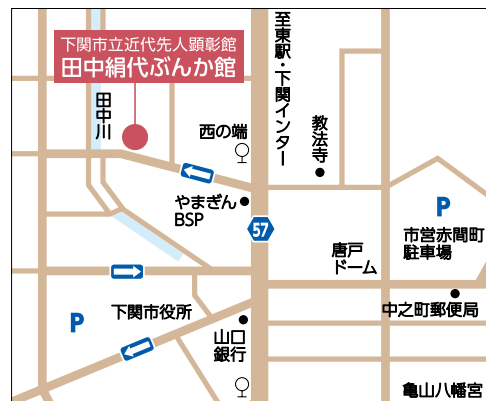 下関市立近代先人顕彰館
田中絹代ぶんか館
至東駅・下関インター
田中川
西の端
教法寺
やまぎん
BSP
57
P
市営赤間町
駐車場
唐戸
ドーム
下関市役所
中之町郵便局
P
山口
銀行
亀山八幡宮